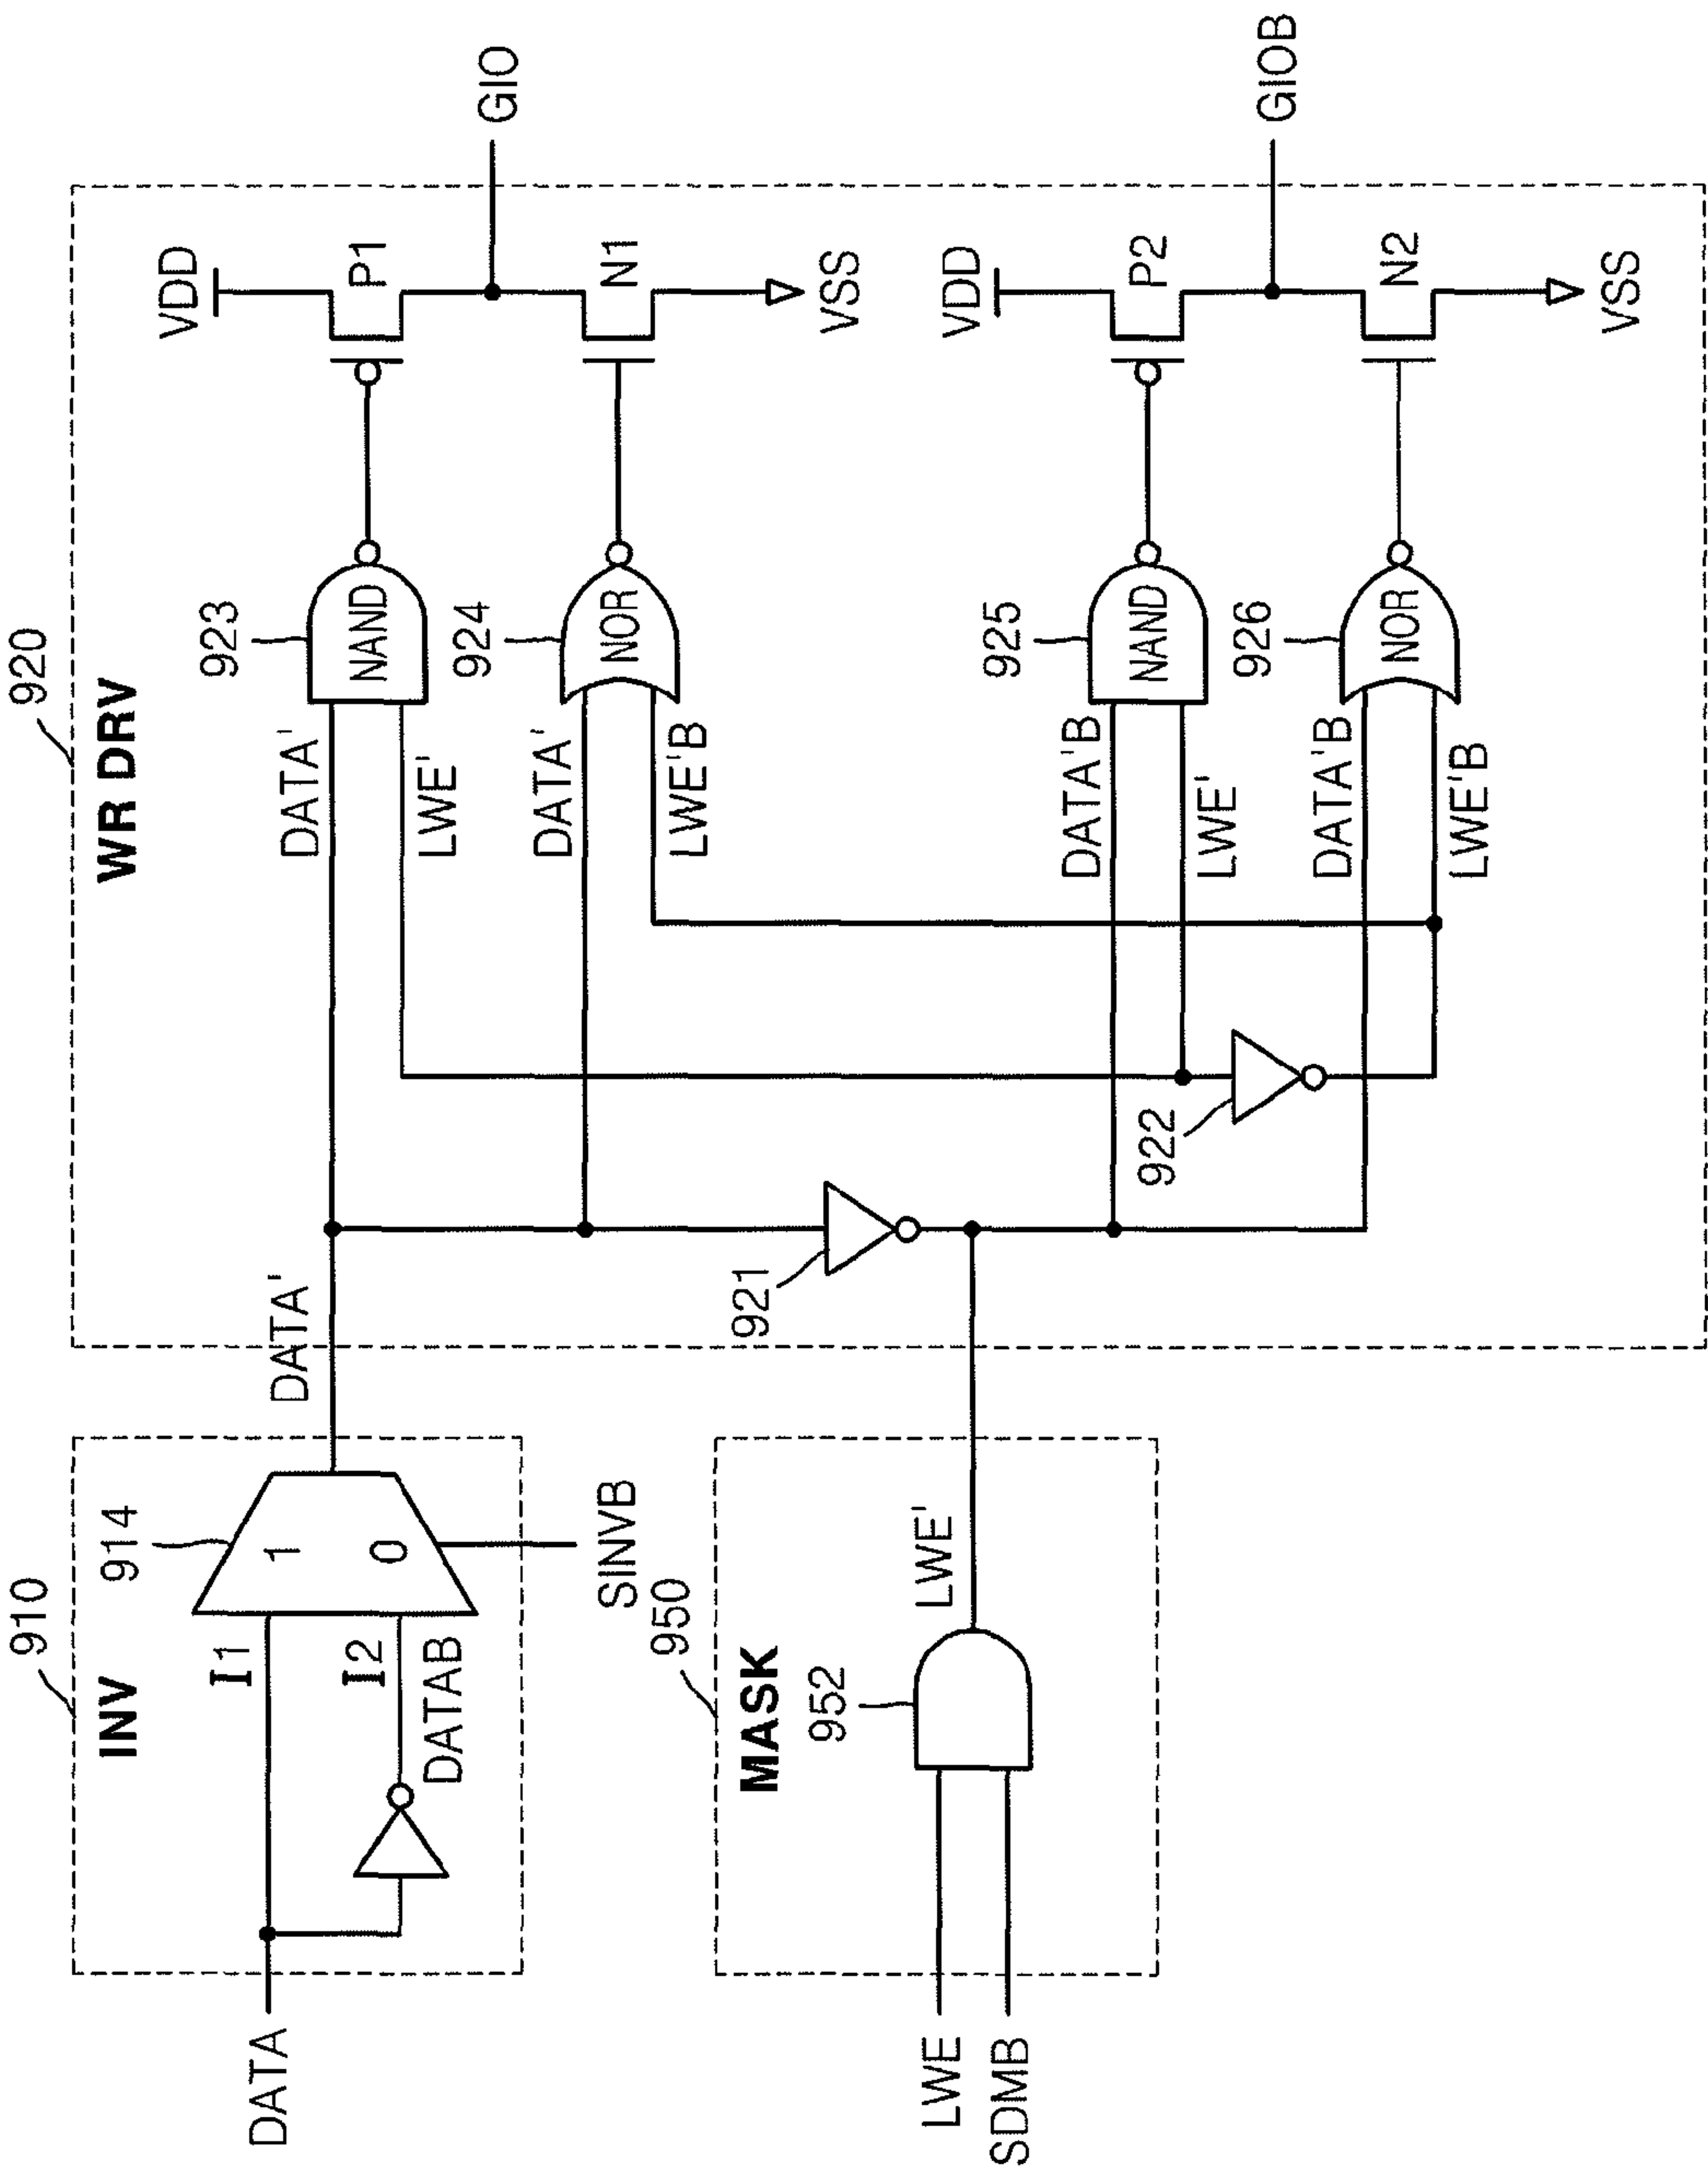 910
INV
914
DATA
I1
I2
DATAB
1
0
SINVB
DATA'
950
MASK
952
LWE
SDMB
LWE'
920
WR DRV
921
922
DATA'
LWE'
923
NAND
DATA'
LWE'B
924
NOR
DATA'B
LWE'
925
NAND
DATA'B
LWE'B
926
NOR
VDD
P1
GIO
N1
VSS
VDD
P2
GIOB
N2
VSS